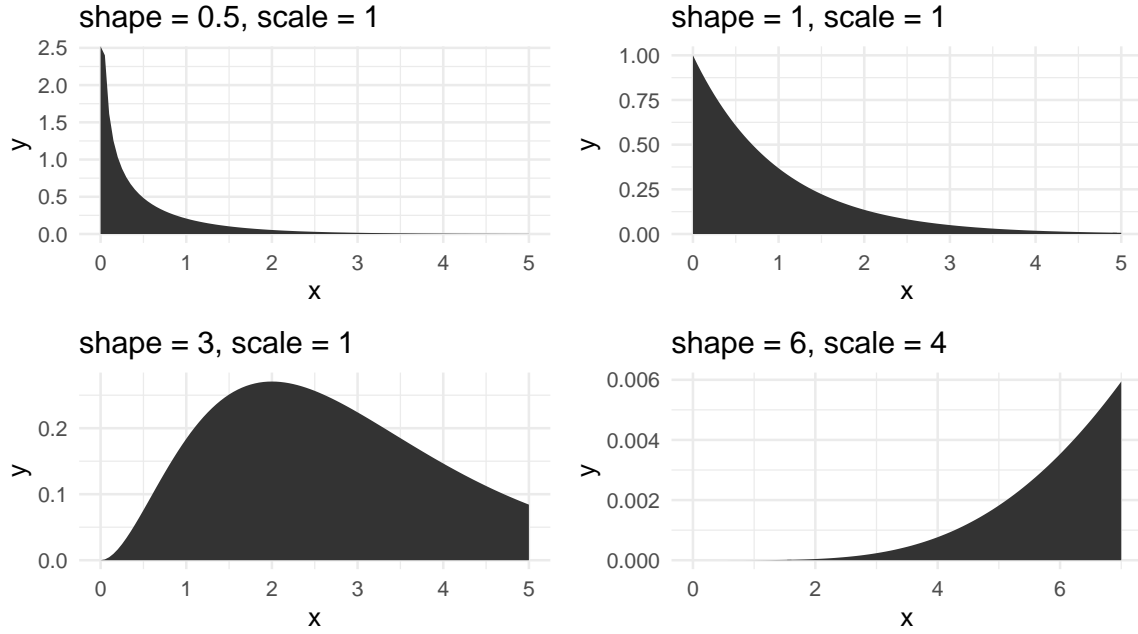 shape = 0.5, scale = 1
2.5
2.0
1.5
1.0
0.5
0.0
y
0 1 2 3 4 5
x
shape = 1, scale = 1
1.00
0.75
0.50
0.25
0.00
y
0 1 2 3 4 5
x
shape = 3, scale = 1
0.2
0.1
0.0
y
0 1 2 3 4 5
x
shape = 6, scale = 4
0.006
0.004
0.002
0.000
y
0 2 4 6
x